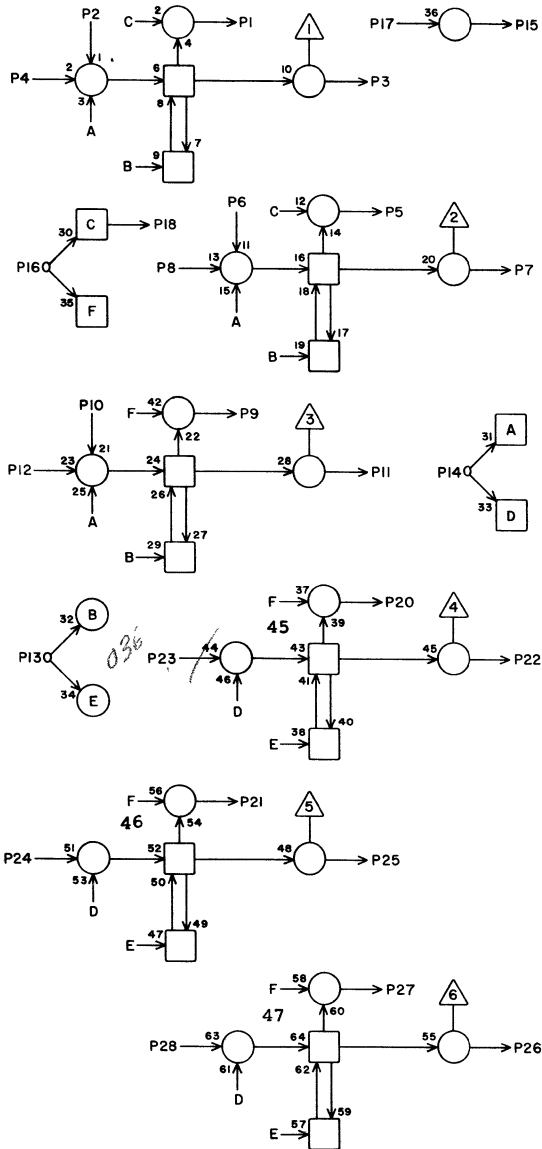 P2 C 2 P1 1 P17 36 P15
1 4
P4 2 6 10 P3
3 8 7
A B 9
P6 C 12 P5 2
30 C P18 11 14
P16 P8 13 16 20 P7
35 F 15 18 17
A B 19
P10 F 42 P9 3
21 22 31 A
P12 23 24 28 P11 P14
25 26 27 33 D
A B 29
32 B F 37 P20 4
036 45 39
P13 P23 44 43 45 P22
34 E 46 41 40
D E 38
F 56 P21 5
46 54
P24 51 52 48 P25
53 50 49
D E 47
F 58 P27 6
47 60
P28 63 64 55 P26
61 62 59
D E 57